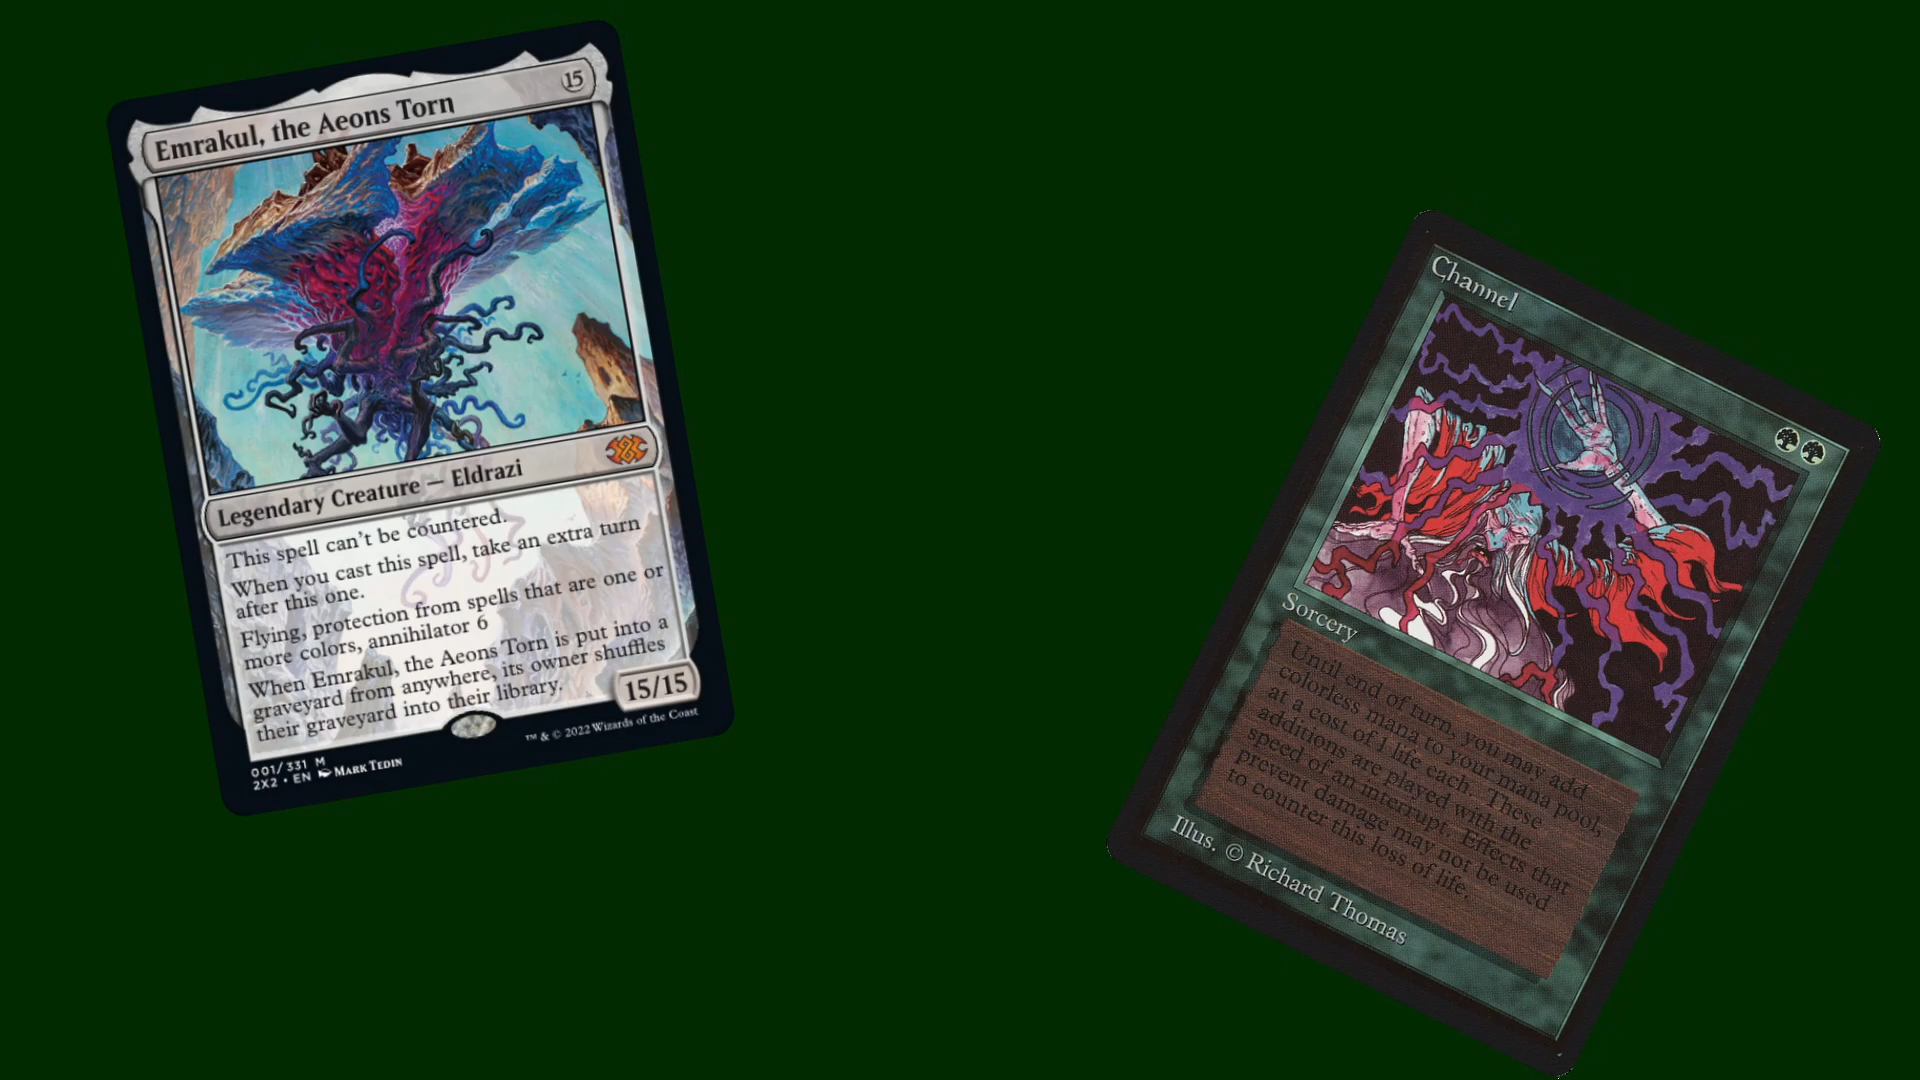 Emrakul, the Aeons Torn
15
Legendary Creature — Eldrazi
This spell can't be countered.
When you cast this spell, take an extra turn
after this one.
Flying, protection from spells that are one or
more colors, annihilator 6
When Emrakul, the Aeons Torn is put into a
graveyard from anywhere, its owner shuffles
their graveyard into their library.
15/15
001/331 M
2X2 • EN MARK TEDIN
™ & © 2022 Wizards of the Coast
Channel
Sorcery
Until end of turn, you may add
colorless mana to your mana pool,
at a cost of 1 life each. These
additions are played with the
speed of an interrupt. Effects that
prevent damage may not be used
to counter this loss of life.
Illus. © Richard Thomas